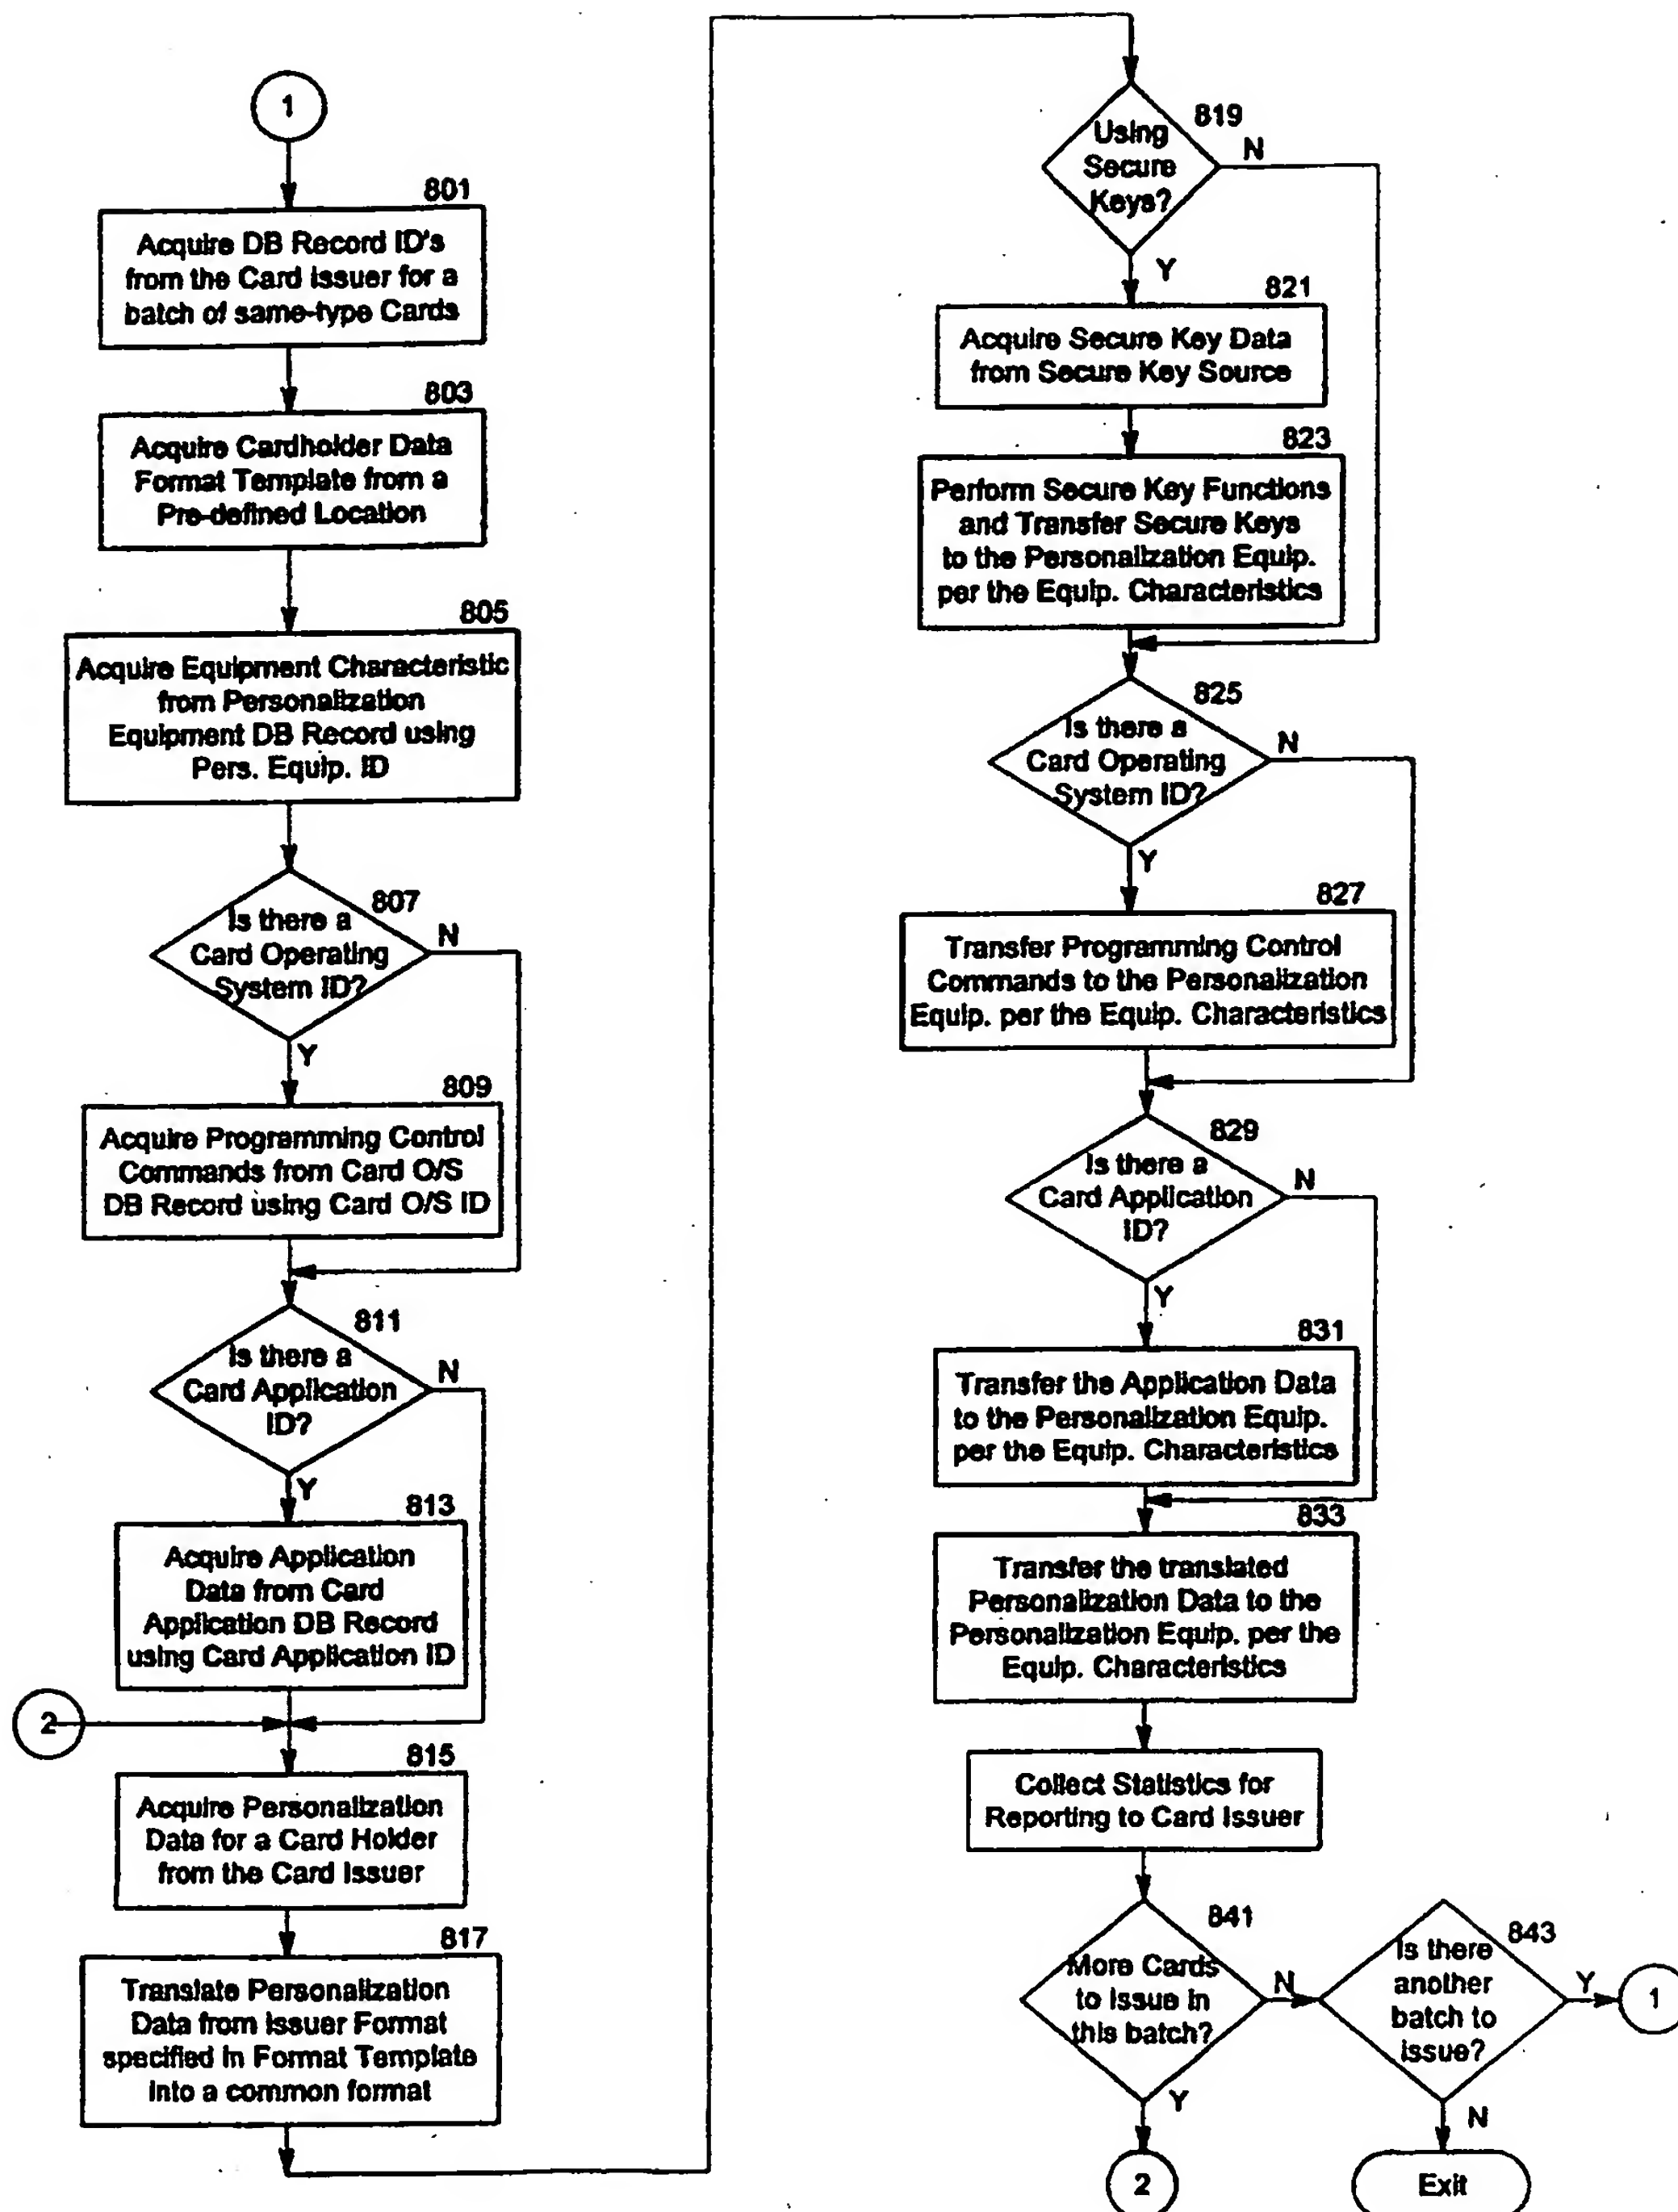 1
801
Acquire DB Record ID's
from the Card Issuer for a
batch of same-type Cards
803
Acquire Cardholder Data
Format Template from a
Pre-defined Location
805
Acquire Equipment Characteristic
from Personalization
Equipment DB Record using
Pers. Equip. ID
807
Is there a
Card Operating
System ID?
N
Y
809
Acquire Programming Control
Commands from Card O/S
DB Record using Card O/S ID
811
Is there a
Card Application
ID?
N
Y
813
Acquire Application
Data from Card
Application DB Record
using Card Application ID
2
815
Acquire Personalization
Data for a Card Holder
from the Card Issuer
817
Translate Personalization
Data from Issuer Format
specified in Format Template
into a common format
819
Using
Secure
Keys?
N
Y
821
Acquire Secure Key Data
from Secure Key Source
823
Perform Secure Key Functions
and Transfer Secure Keys
to the Personalization Equip.
per the Equip. Characteristics
825
Is there a
Card Operating
System ID?
N
Y
827
Transfer Programming Control
Commands to the Personalization
Equip. per the Equip. Characteristics
829
Is there a
Card Application
ID?
N
Y
831
Transfer the Application Data
to the Personalization Equip.
per the Equip. Characteristics
833
Transfer the translated
Personalization Data to the
Personalization Equip. per the
Equip. Characteristics
Collect Statistics for
Reporting to Card Issuer
841
More Cards
to issue in
this batch?
N
Y
2
843
Is there
another
batch to
issue?
Y
1
N
Exit